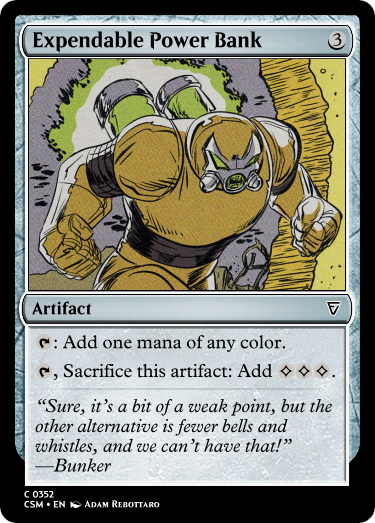 Expendable Power Bank 3
Artifact
: Add one mana of any color.
, Sacrifice this artifact: Add .
“Sure, it’s a bit of a weak point, but the
other alternative is fewer bells and
whistles, and we can’t have that!”
—Bunker
C 0352
CSM • EN Adam Rebottaro